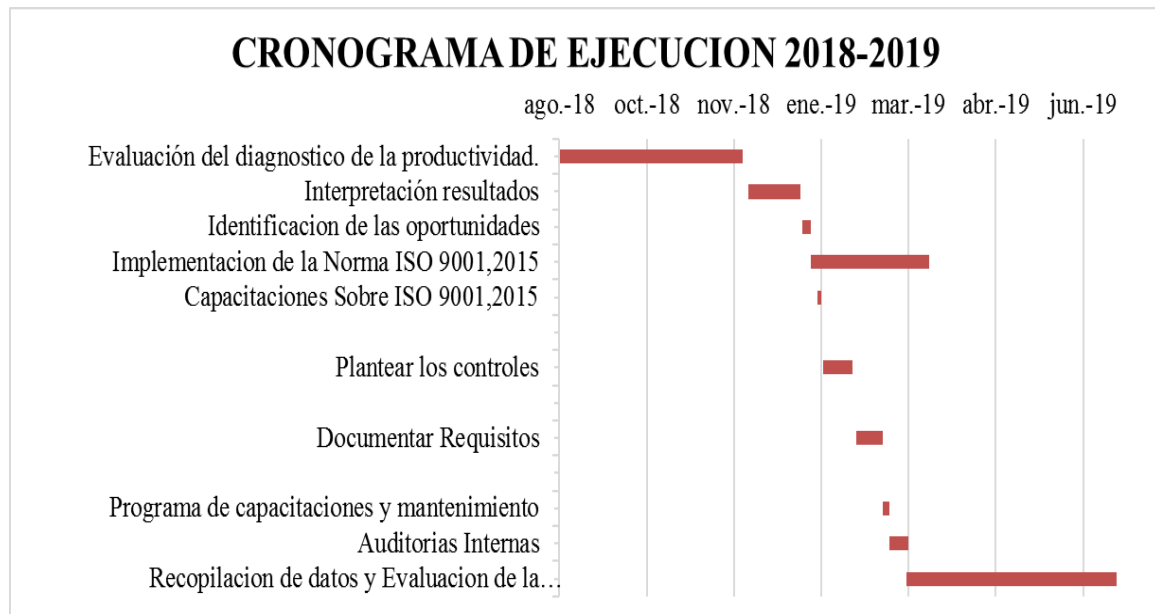 CRONOGRAMA DE EJECUCION 2018-2019
ago.-18 oct.-18 nov.-18 ene.-19 mar.-19 abr.-19 jun.-19
Evaluación del diagnostico de la productividad.
Interpretación resultados
Identificacion de las oportunidades
Implementacion de la Norma ISO 9001,2015
Capacitaciones Sobre ISO 9001,2015
Plantear los controles
Documentar Requisitos
Programa de capacitaciones y mantenimiento
Auditorias Internas
Recopilacion de datos y Evaluacion de la…